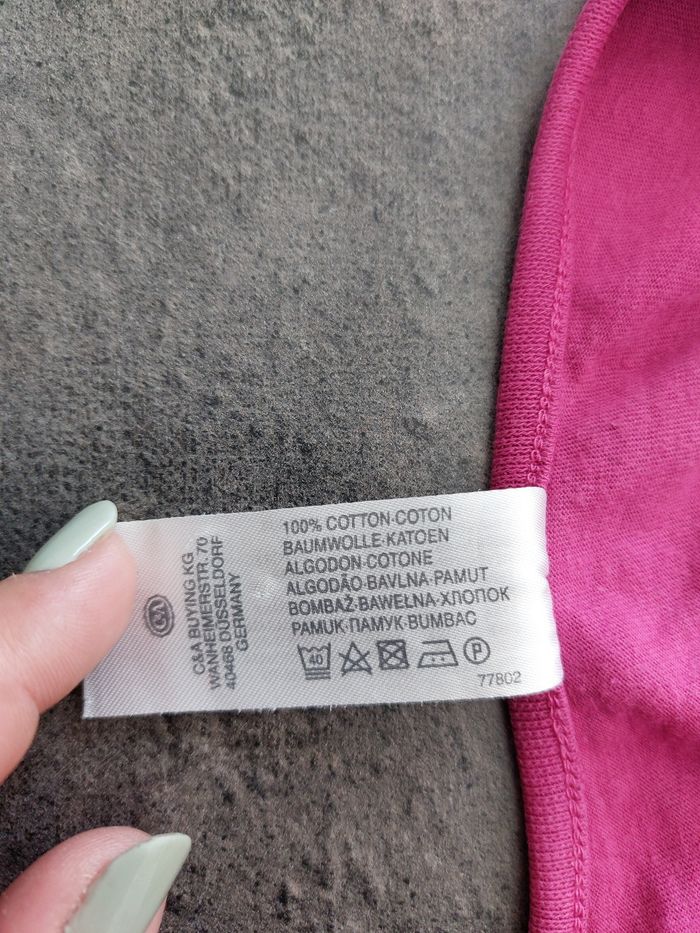 100% COTTON·COTON
BAUMWOLLE·KATOEN
ALGODON·COTONE
ALGODÃO·BAVLNA·PAMUT
BOMBAŽ·BAWEŁNA·ХЛОПОК
PAMUK·ПАМУК·BUMBAC
40
P
77802
C&A
C&A BUYING KG
WANHEIMERSTR. 70
40468 DÜSSELDORF
GERMANY